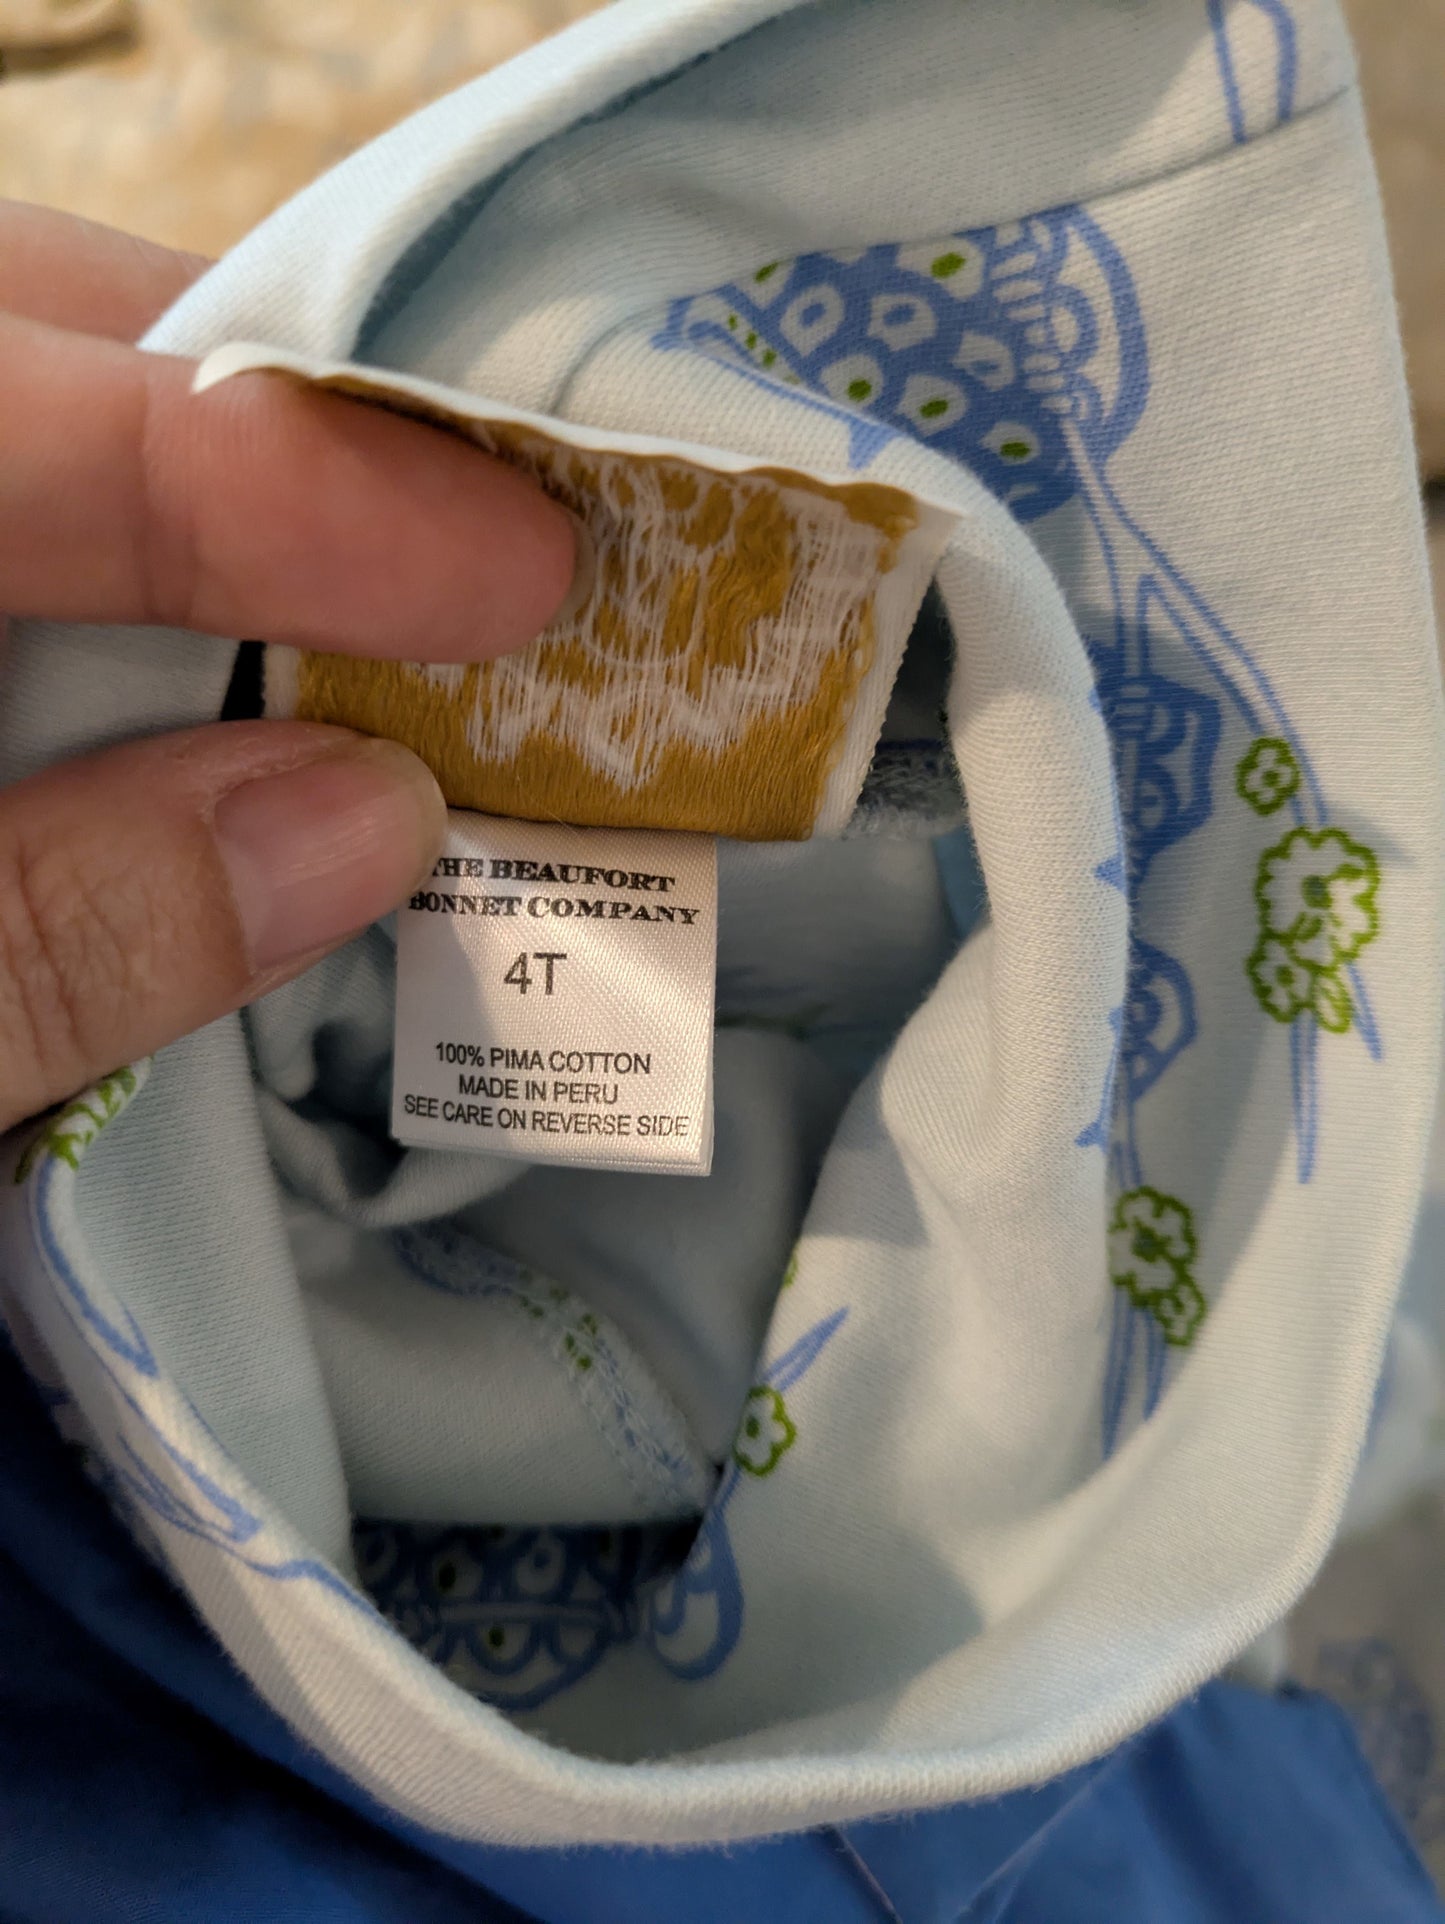 THE BEAUFORT
BONNET COMPANY
4T
100% PIMA COTTON
MADE IN PERU
SEE CARE ON REVERSE SIDE